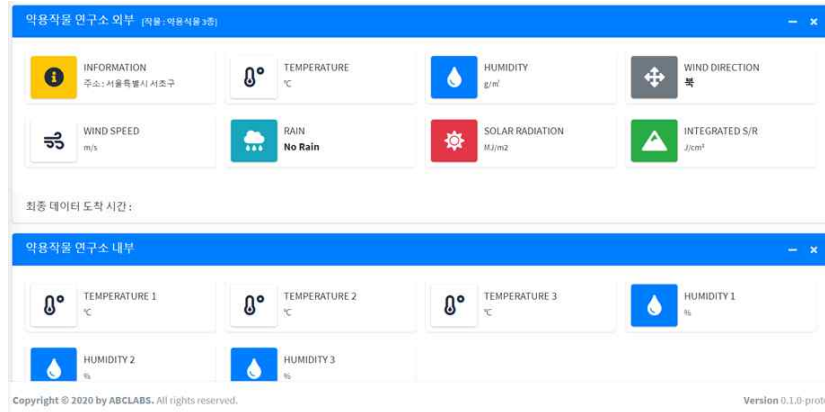 약용작물 연구소 외부 [작물 : 약용식물 3종]
INFORMATION
주소 : 서울특별시 서초구
TEMPERATURE
℃
HUMIDITY
g/㎥
WIND DIRECTION
북
WIND SPEED
m/s
RAIN
No Rain
SOLAR RADIATION
MJ/m2
INTEGRATED S/R
J/cm²
최종 데이터 도착 시간 :
약용작물 연구소 내부
TEMPERATURE 1
℃
TEMPERATURE 2
℃
TEMPERATURE 3
℃
HUMIDITY 1
%
HUMIDITY 2
%
HUMIDITY 3
%
Copyright © 2020 by ABCLABS. All rights reserved.
Version 0.1.0-prot